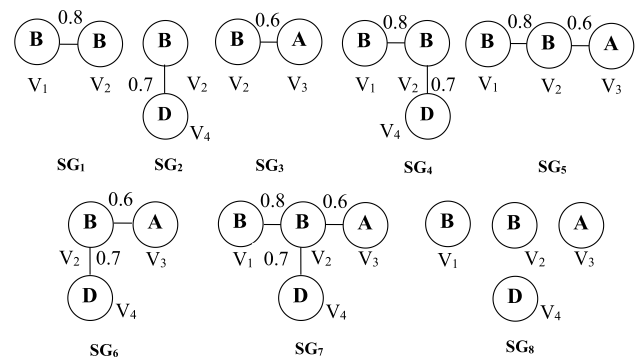 0.8 0.6 0.8 0.8 0.6
B B B B A B B B B A
V1 V2 0.7 V2 V2 V3 V1 V2 0.7 V1 V2 V3
D V4 V4 D
SG1 SG2 SG3 SG4 SG5
0.6 0.8 0.6
B A B B A B B A
V2 0.7 V3 V1 0.7 V2 V3 V1 V2 V3
D V4 D V4 D V4
SG6 SG7 SG8